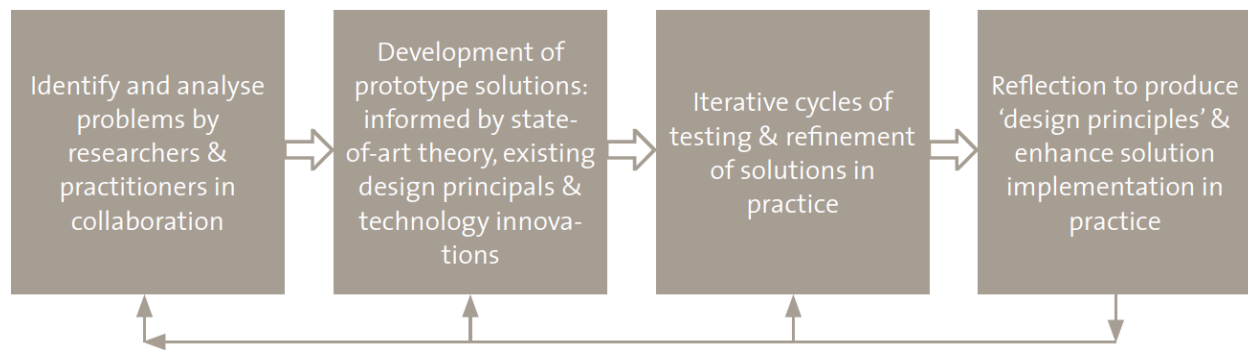 Identify and analyse
problems by
researchers &
practitioners in
collaboration
Development of
prototype solutions:
informed by state-
of-art theory, existing
design principals &
technology innova-
tions
Iterative cycles of
testing & refinement
of solutions in
practice
Reflection to produce
‘design principles’ &
enhance solution
implementation in
practice